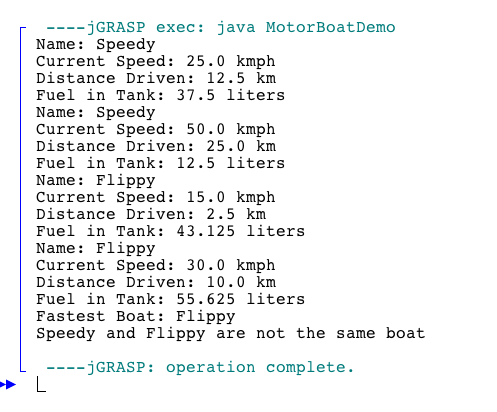 ----jGRASP exec: java MotorBoatDemo
Name: Speedy
Current Speed: 25.0 kmph
Distance Driven: 12.5 km
Fuel in Tank: 37.5 liters
Name: Speedy
Current Speed: 50.0 kmph
Distance Driven: 25.0 km
Fuel in Tank: 12.5 liters
Name: Flippy
Current Speed: 15.0 kmph
Distance Driven: 2.5 km
Fuel in Tank: 43.125 liters
Name: Flippy
Current Speed: 30.0 kmph
Distance Driven: 10.0 km
Fuel in Tank: 55.625 liters
Fastest Boat: Flippy
Speedy and Flippy are not the same boat
----jGRASP: operation complete.